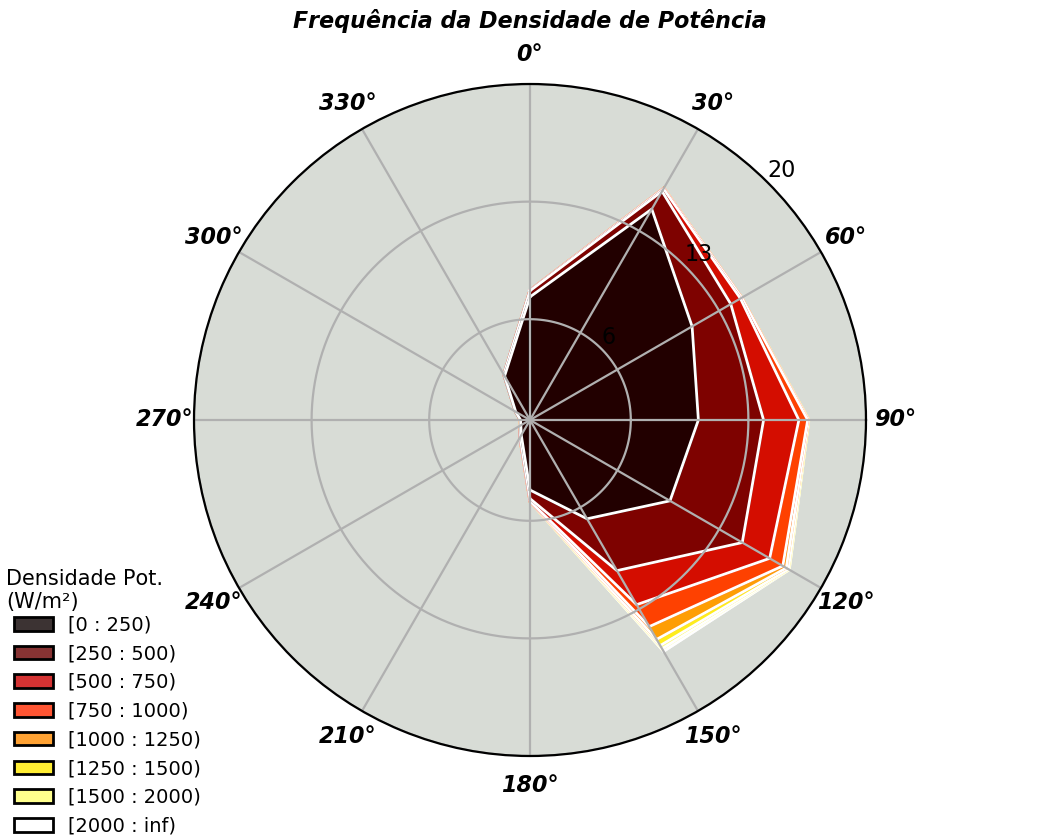 Frequência da Densidade de Potência
0°
330°
30°
20
300°
60°
13
6
270°
90°
240°
120°
210°
150°
180°
Densidade Pot.
(W/m²)
[0 : 250)
[250 : 500)
[500 : 750)
[750 : 1000)
[1000 : 1250)
[1250 : 1500)
[1500 : 2000)
[2000 : inf)